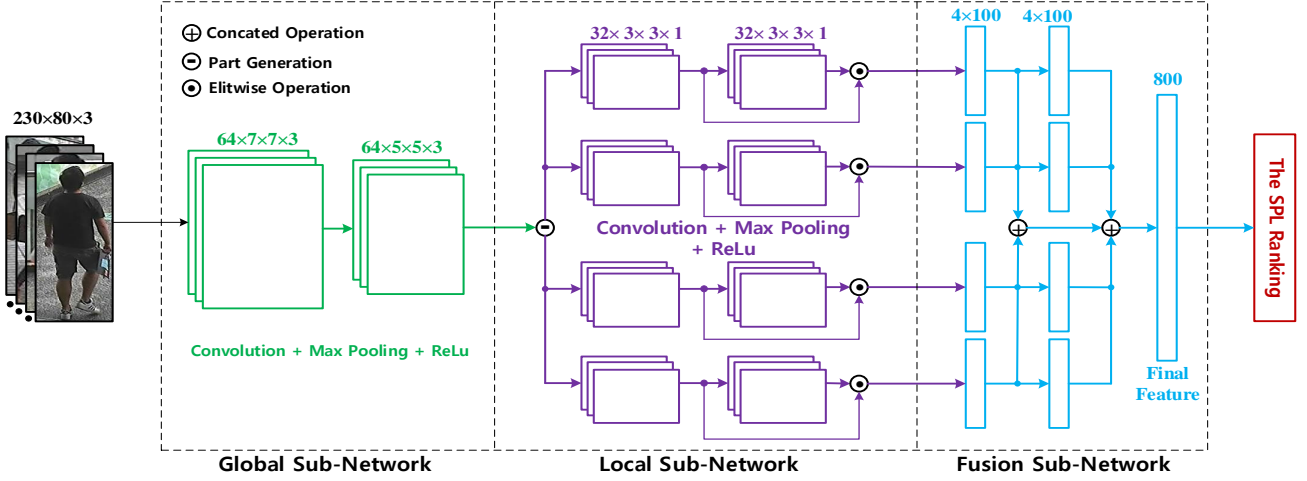 Concated Operation
Part Generation
Elitwise Operation
230×80×3
64×7×7×3
64×5×5×3
Convolution + Max Pooling + ReLu
32× 3× 3× 1
32× 3× 3× 1
Convolution + Max Pooling
+ ReLu
4×100
4×100
800
Final
Feature
The SPL Ranking
Global Sub-Network
Local Sub-Network
Fusion Sub-Network